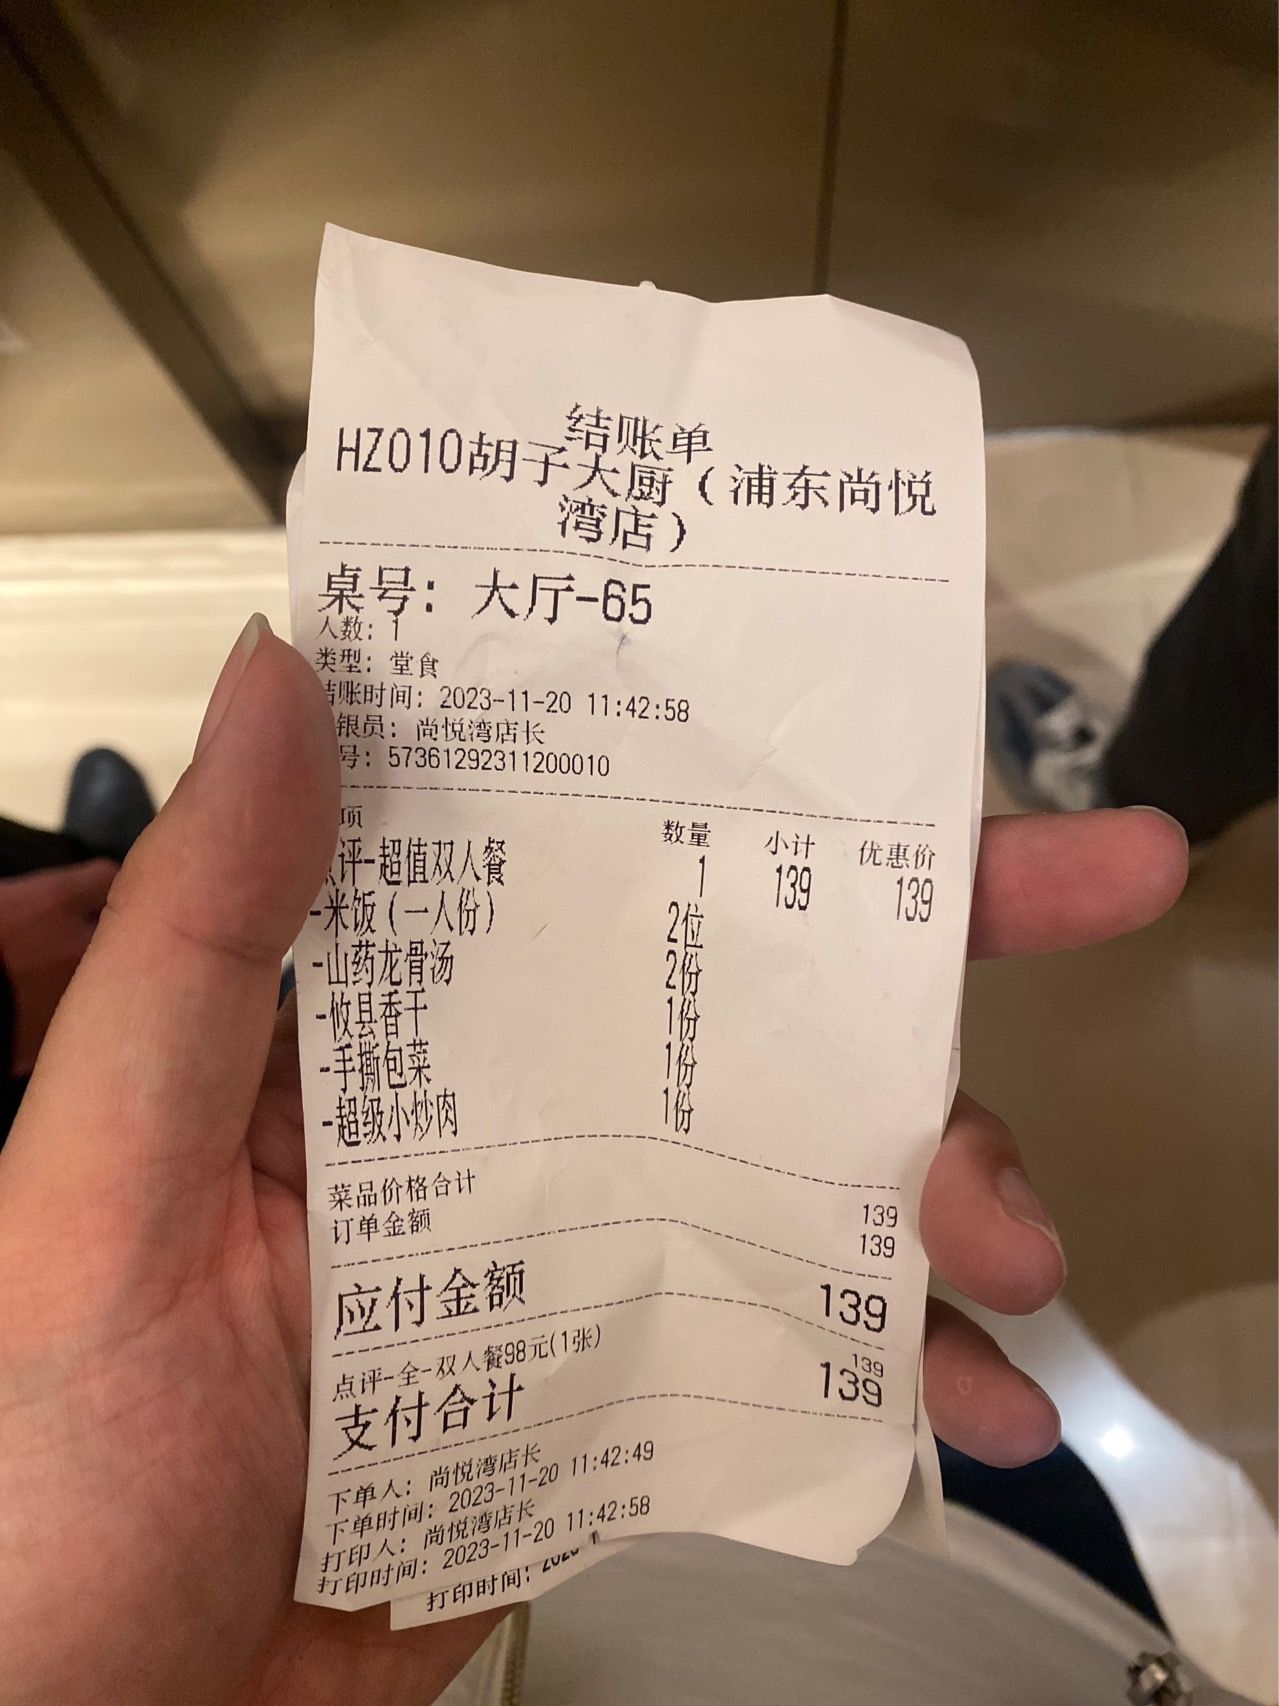 结账单
HZ010胡子大厨（浦东尚悦
湾店）
桌号：大厅-65
人数：1
类型：堂食
结账时间：2023-11-20 11:42:58
银员：尚悦湾店长
号：57361292311200010
项 数量 小计 优惠价
点评-超值双人餐 1 139 139
-米饭（一人份） 2位
-山药龙骨汤 2份
-攸县香干 1份
-手撕包菜 1份
-超级小炒肉 1份
菜品价格合计 139
订单金额 139
应付金额 139
点评-全-双人餐98元(1张) 139
支付合计 139
下单人：尚悦湾店长
下单时间：2023-11-20 11:42:49
打印人：尚悦湾店长
打印时间：2023-11-20 11:42:58
打印时间：